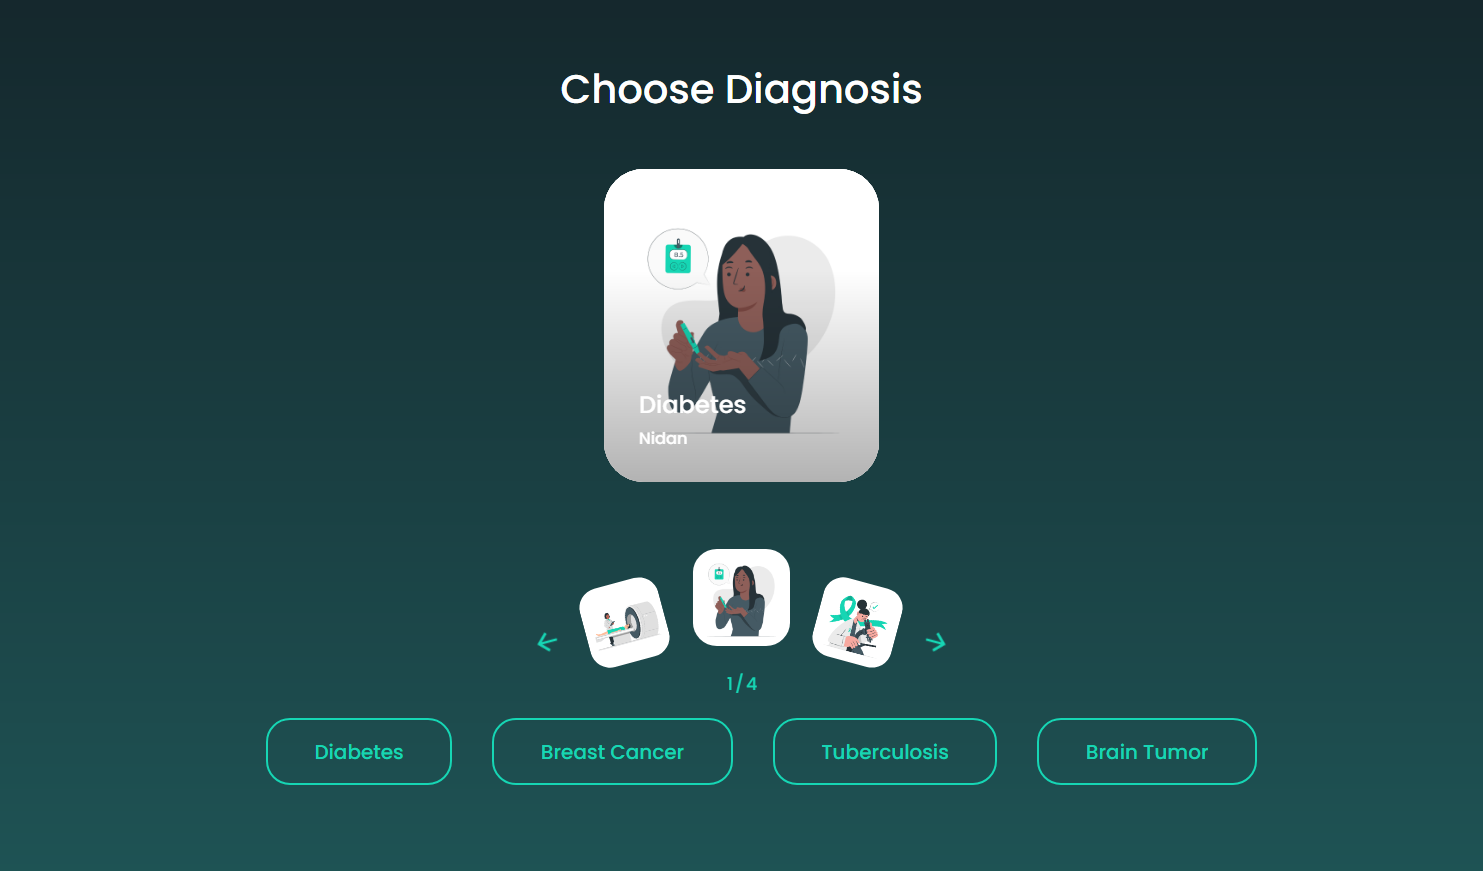 Choose Diagnosis
Diabetes
Nidan
1/4
Diabetes
Breast Cancer
Tuberculosis
Brain Tumor